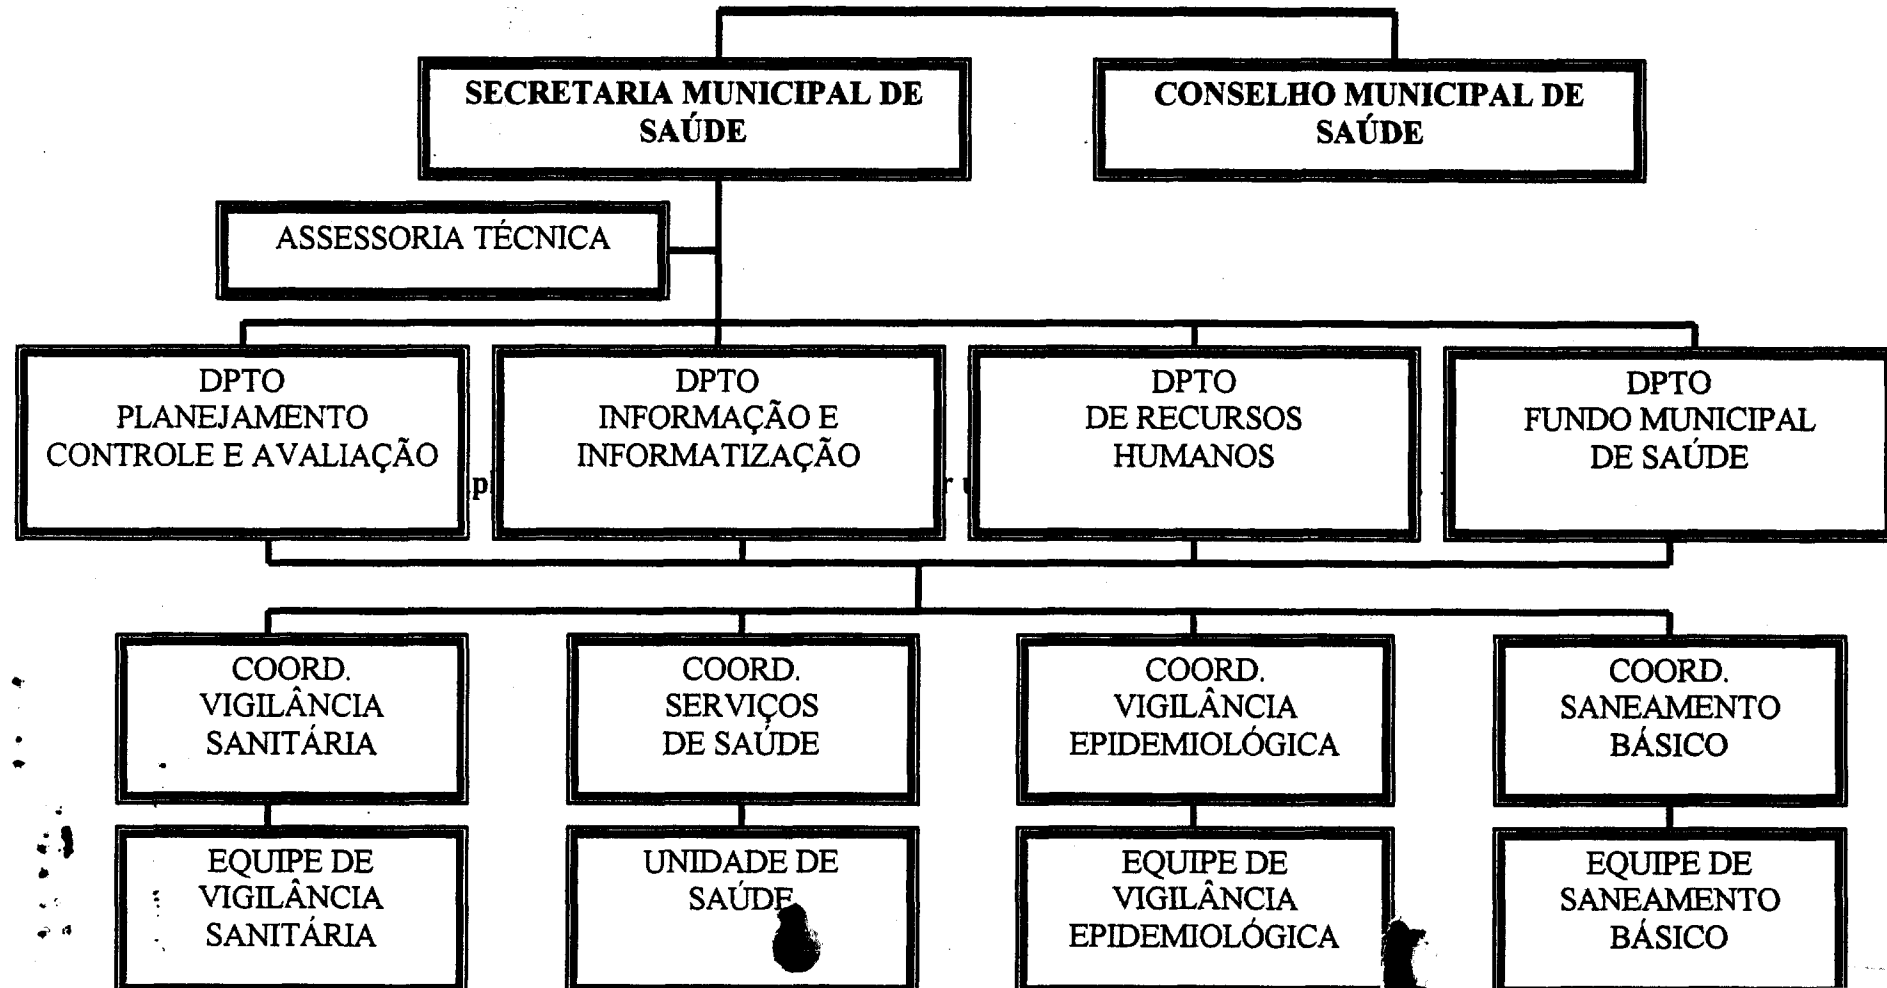 SECRETARIA MUNICIPAL DE
SAÚDE
CONSELHO MUNICIPAL DE
SAÚDE
ASSESSORIA TÉCNICA
DPTO
PLANEJAMENTO
CONTROLE E AVALIAÇÃO
DPTO
INFORMAÇÃO E
INFORMATIZAÇÃO
DPTO
DE RECURSOS
HUMANOS
DPTO
FUNDO MUNICIPAL
DE SAÚDE
COORD.
VIGILÂNCIA
SANITÁRIA
COORD.
SERVIÇOS
DE SAÚDE
COORD.
VIGILÂNCIA
EPIDEMIOLÓGICA
COORD.
SANEAMENTO
BÁSICO
EQUIPE DE
VIGILÂNCIA
SANITÁRIA
UNIDADE DE
SAÚDE
EQUIPE DE
VIGILÂNCIA
EPIDEMIOLÓGICA
EQUIPE DE
SANEAMENTO
BÁSICO